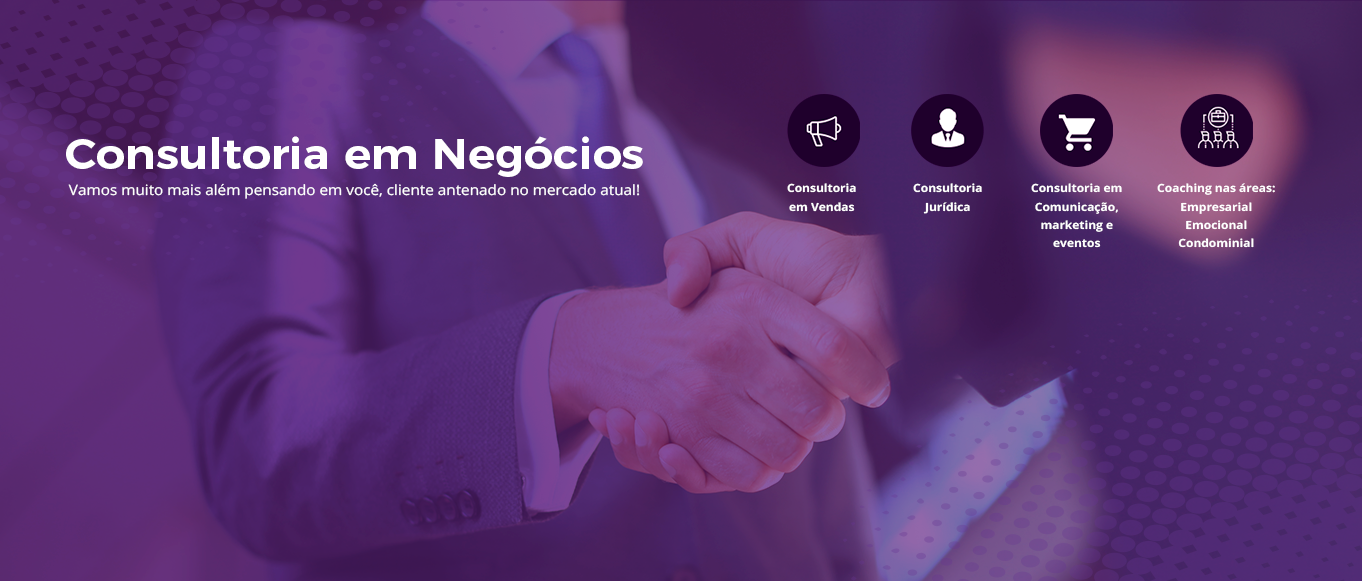 Consultoria em Negócios
Vamos muito mais além pensando em você, cliente antenado no mercado atual!
Consultoria
em Vendas
Consultoria
Jurídica
Consultoria em
Comunicação,
marketing e
eventos
Coaching nas áreas:
Empresarial
Emocional
Condominial